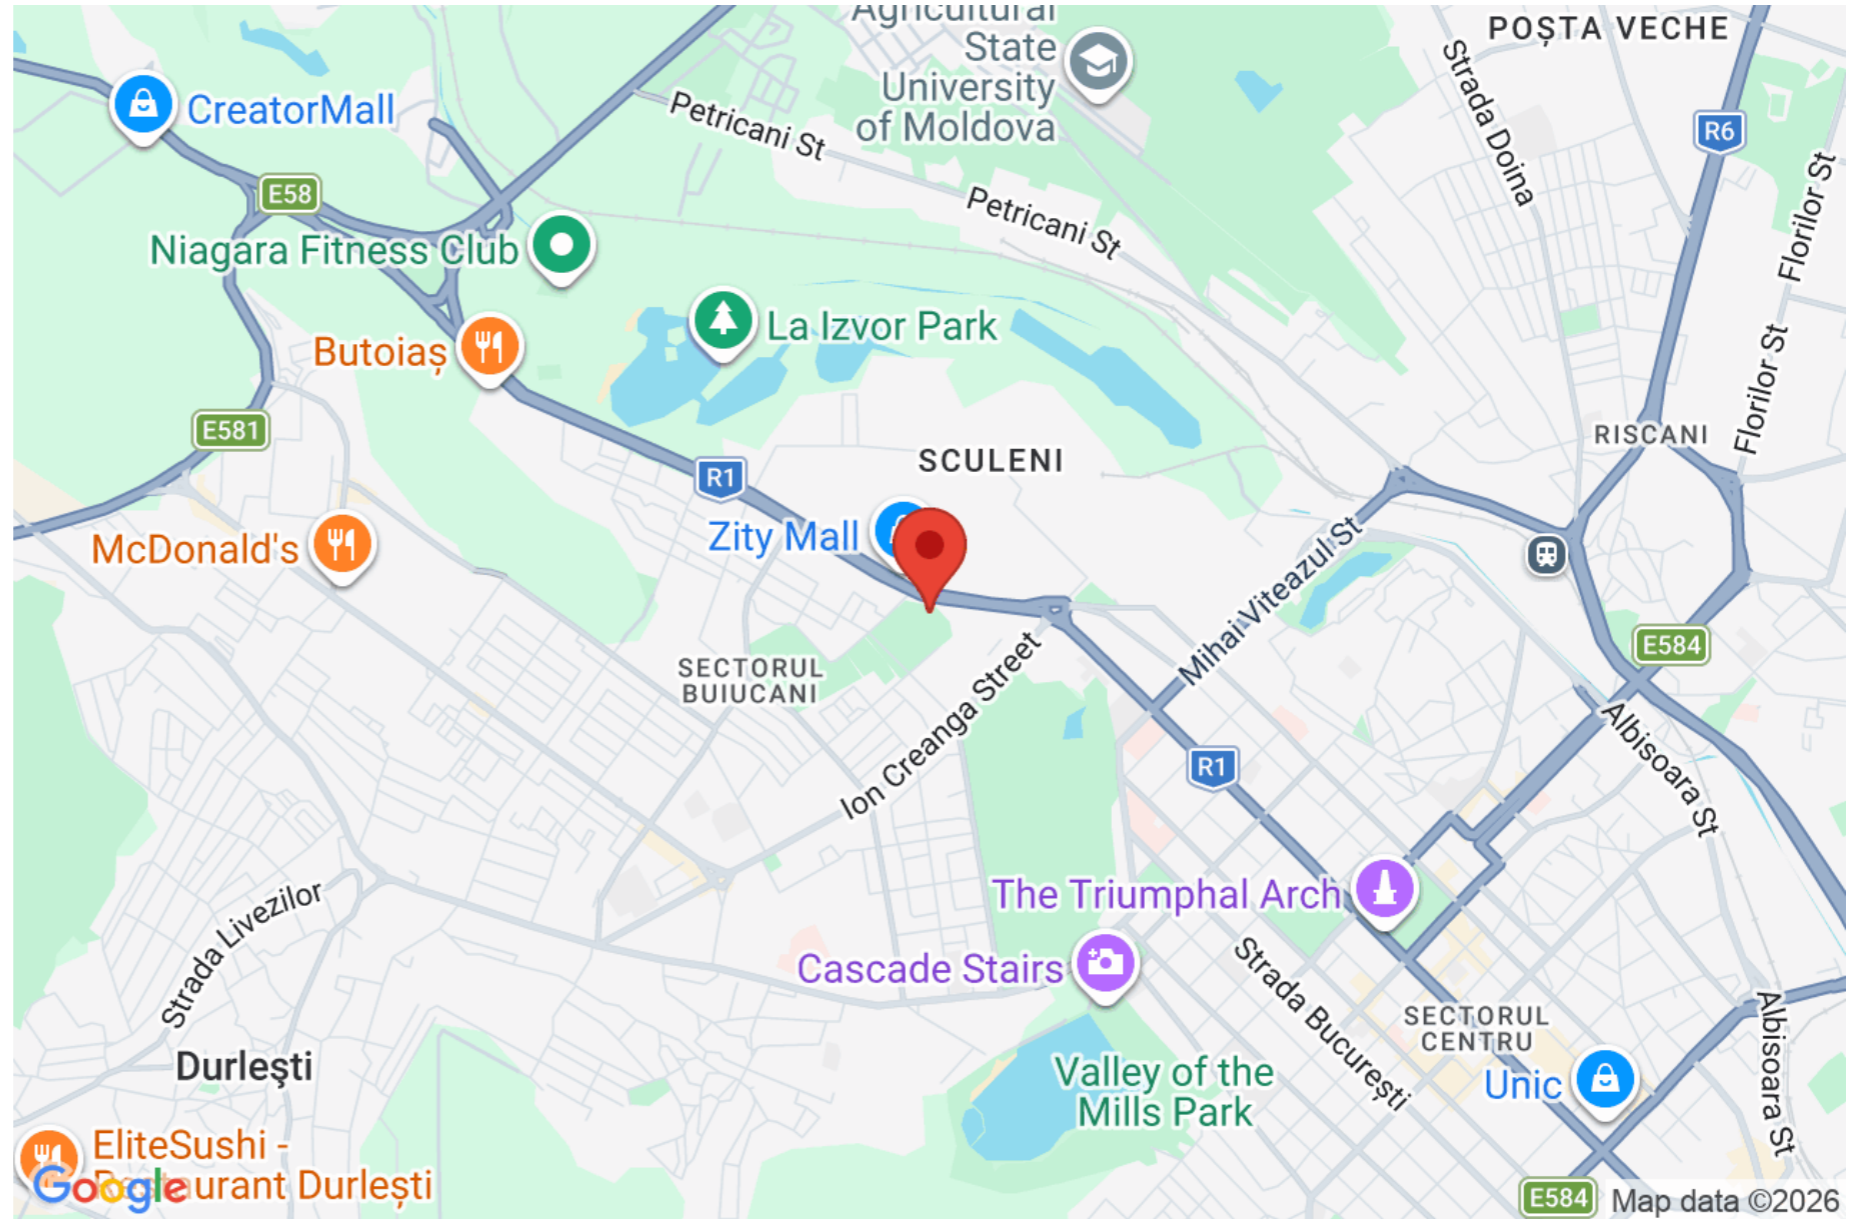 Agricultural
State
University
of Moldova
POȘTA VECHE
CreatorMall
Petricani St
Strada Doina
R6
E58
Florilor St
Petricani St
Niagara Fitness Club
La Izvor Park
Butoiaș
Florilor St
E581
RISCANI
SCULENI
R1
Zity Mall
McDonald's
Mihai Viteazul St
E584
SECTORUL
BUIUCANI
Ion Creanga Street
Albisoara St
R1
The Triumphal Arch
Strada Livezilor
Cascade Stairs
Strada București
SECTORUL
CENTRU
Albisoara St
Durleşti
Valley of the
Mills Park
Unic
EliteSushi -
Restaurant Durlești
Google
E584
Map data ©2026